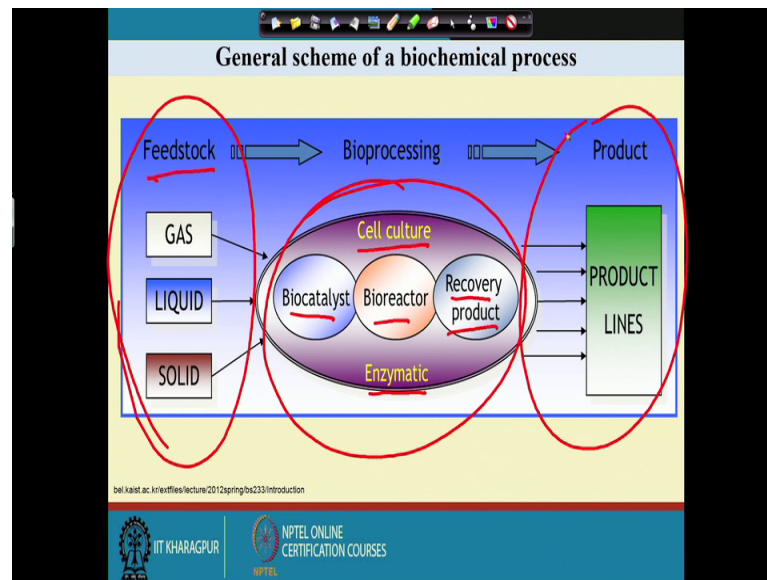 General scheme of a biochemical process
Feedstock
Bioprocessing
Product
GAS
LIQUID
SOLID
Cell culture
Biocatalyst
Bioreactor
Recovery
product
Enzymatic
PRODUCT
LINES
bel.kaist.ac.kr/extfiles/lecture/2012spring/bs233/Introduction
IIT KHARAGPUR
NPTEL
NPTEL ONLINE
CERTIFICATION COURSES